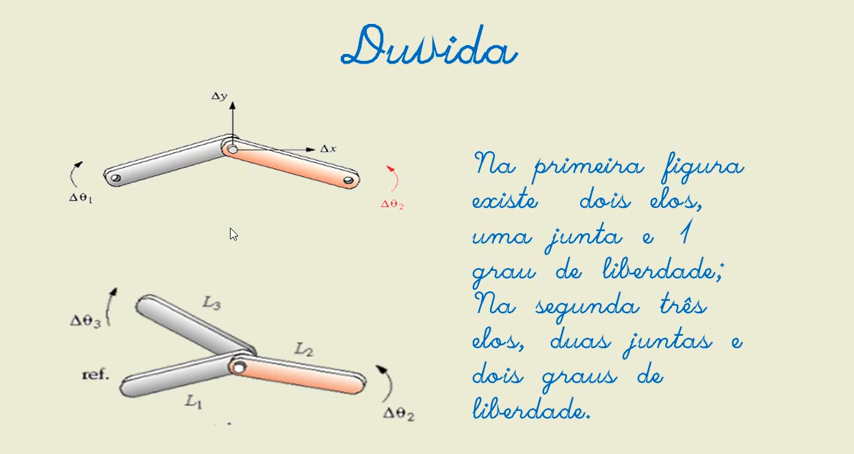 Duvida
Δy
Δx
Δθ1
Δθ2
Na primeira figura
existe dois elos,
uma junta e 1
grau de liberdade;
Na segunda três
elos, duas juntas e
dois graus de
liberdade.
L3
Δθ3
L2
ref.
L1
Δθ2